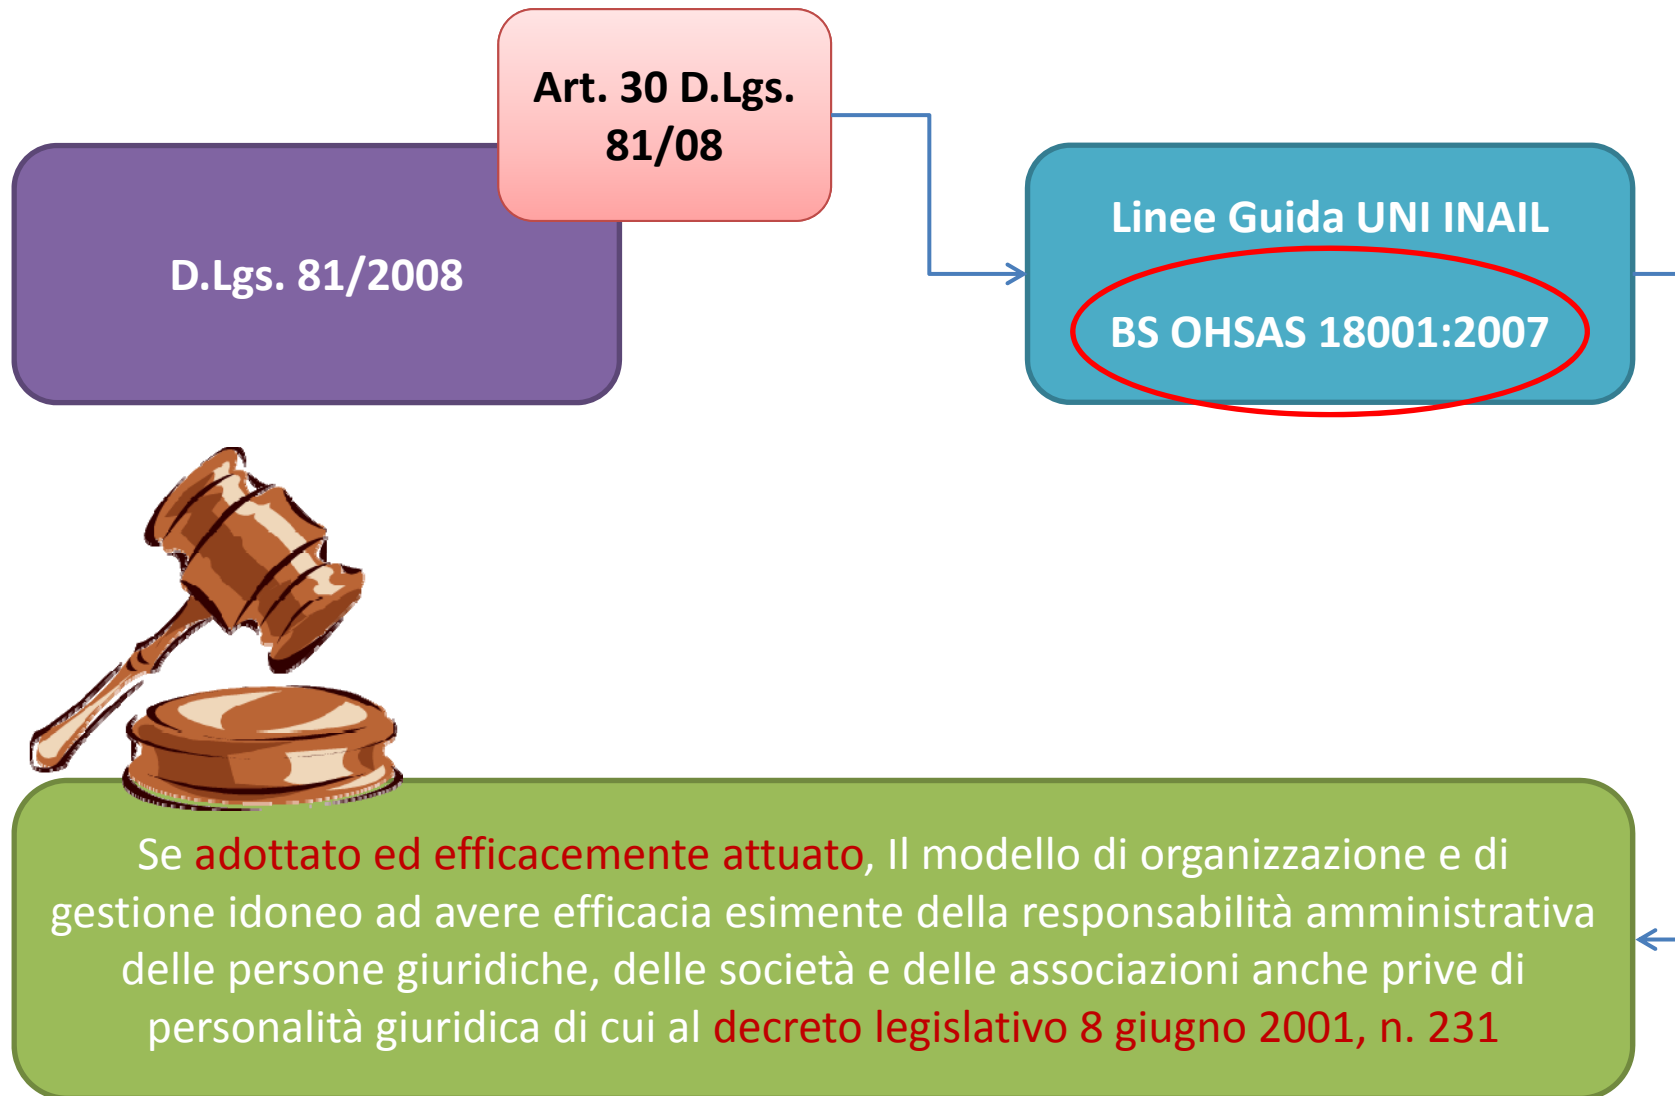 Art. 30 D.Lgs.
81/08
D.Lgs. 81/2008
Linee Guida UNI INAIL
BS OHSAS 18001:2007
Se adottato ed efficacemente attuato, Il modello di organizzazione e di
gestione idoneo ad avere efficacia esimente della responsabilità amministrativa
delle persone giuridiche, delle società e delle associazioni anche prive di
personalità giuridica di cui al decreto legislativo 8 giugno 2001, n. 231